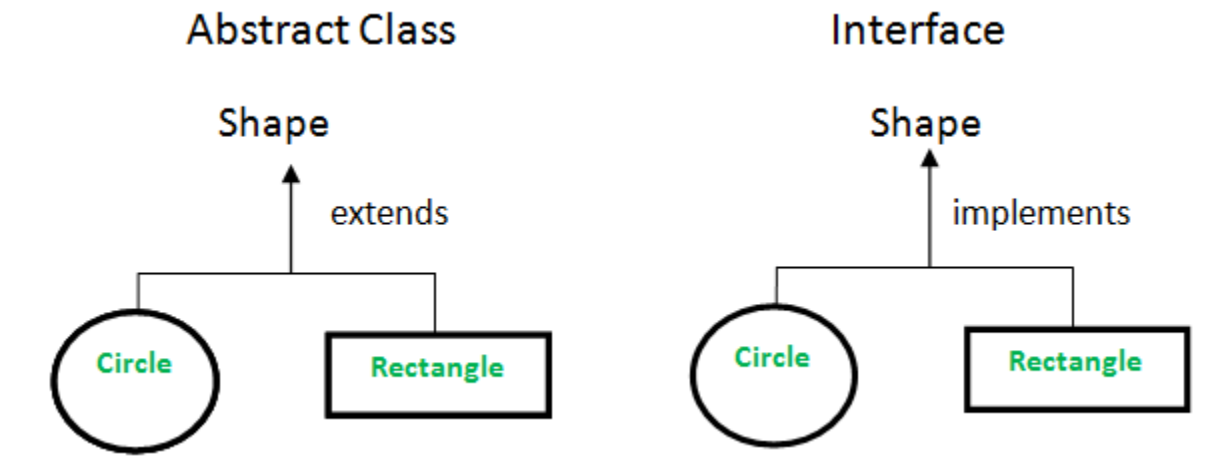 Abstract Class
Shape
extends
Circle
Rectangle
Interface
Shape
implements
Circle
Rectangle